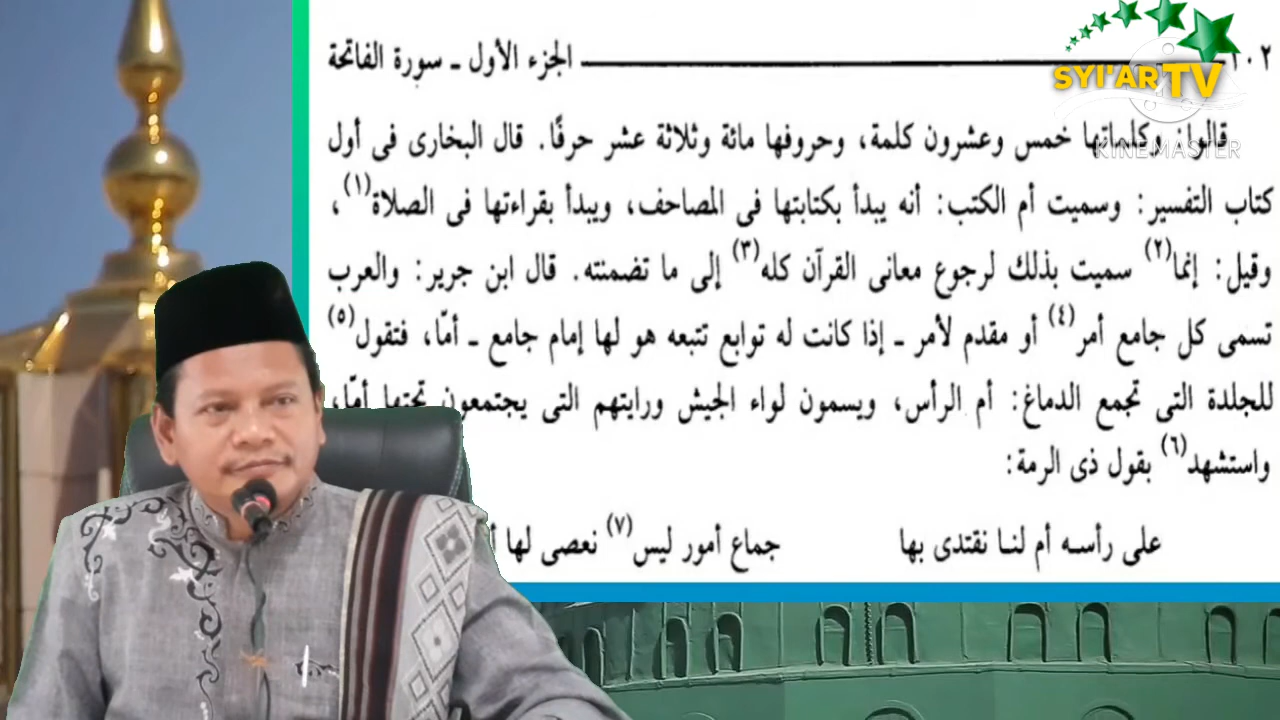 ١٠٢ ــــــ الجزء الأول ـ سورة الفاتحة
SYI'AR TV
KINEMASTER
قالوا: وكلماتها خمس وعشرون كلمة، وحروفها مائة وثلاثة عشر حرفًا. قال البخارى فى أول
كتاب التفسير: وسميت أم الكتب: أنه يبدأ بكتابتها فى المصاحف، ويبدأ بقراءتها فى الصلاة(١)،
وقيل: إنما(٢) سميت بذلك لرجوع معانى القرآن كله(٣) إلى ما تضمنته. قال ابن جرير: والعرب
تسمى كل جامع أمر(٤) أو مقدم لأمر ـ إذا كانت له توابع تتبعه هو لها إمام جامع ـ أمّا، فتقول(٥)
للجلدة التى تجمع الدماغ: أم الرأس، ويسمون لواء الجيش ورايتهم التى يجتمعون تحتها أمّا،
واستشهد(٦) بقول ذى الرمة:
على رأسـه أم لنـا نقتدى بها جماع أمور ليس(٧) نعصى لها